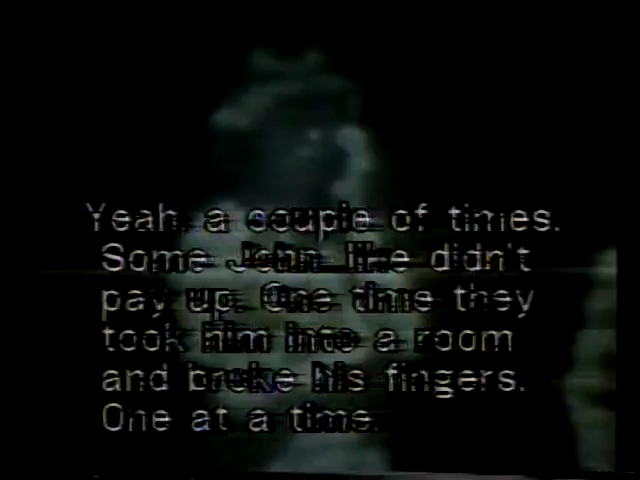 Yeah, a couple of times.
Some John like didn't
pay up. One time they
took him into a room
and broke his fingers.
One at a time.